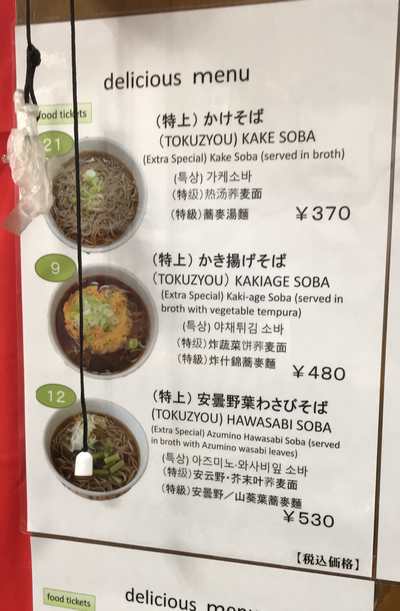 delicious menu
food tickets
21
(特上) かけそば
(TOKUZYOU) KAKE SOBA
(Extra Special) Kake Soba (served in broth)
(특상) 가케소바
(特级) 热汤荞麦面
(特級) 蕎麥湯麵
¥370
9
(特上) かき揚げそば
(TOKUZYOU) KAKIAGE SOBA
(Extra Special) Kaki-age Soba (served in
broth with vegetable tempura)
(특상) 야채튀김 소바
(特级) 炸蔬菜饼荞麦面
(特級) 炸什錦蕎麥麵
¥480
12
(特上) 安曇野葉わさびそば
(TOKUZYOU) HAWASABI SOBA
(Extra Special) Azumino Hawasabi Soba (served
in broth with Azumino wasabi leaves)
(특상) 아즈미노·와사비잎 소바
(特级) 安云野·芥末叶荞麦面
(特級) 安曇野／山葵葉蕎麥麵
¥530
【税込価格】
food tickets
delicious menu